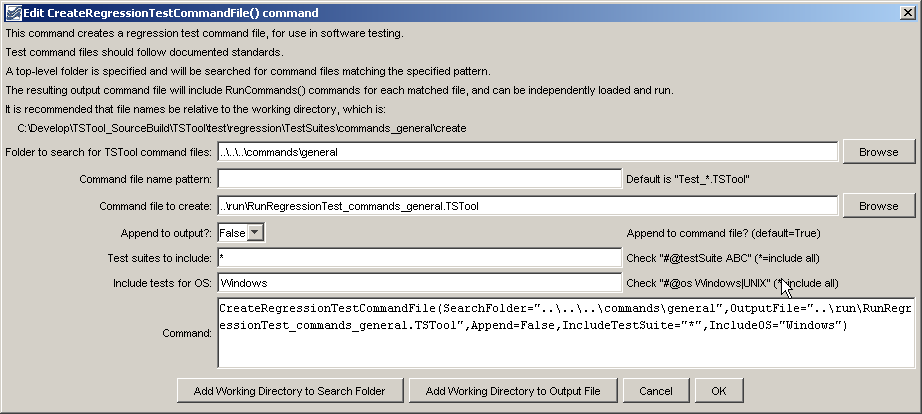 Edit CreateRegressionTestCommandFile() command
This command creates a regression test command file, for use in software testing.
Test command files should follow documented standards.
A top-level folder is specified and will be searched for command files matching the specified pattern.
The resulting output command file will include RunCommands() commands for each matched file, and can be independently loaded and run.
It is recommended that file names be relative to the working directory, which is:
C:\Develop\TSTool_SourceBuild\TSTool\test\regression\TestSuites\commands_general\create
Folder to search for TSTool command files: ..\..\..\commands\general Browse
Command file name pattern: Default is "Test_*.TSTool"
Command file to create: ..\run\RunRegressionTest_commands_general.TSTool Browse
Append to output?: False Append to command file? (default=True)
Test suites to include: * Check "#@testSuite ABC" (*=include all)
Include tests for OS: Windows Check "#@os Windows|UNIX" (* include all)
Command: CreateRegressionTestCommandFile(SearchFolder="..\..\..\commands\general",OutputFile="..\run\RunRegr
essionTest_commands_general.TSTool",Append=False,IncludeTestSuite="*",IncludeOS="Windows")
Add Working Directory to Search Folder Add Working Directory to Output File Cancel OK